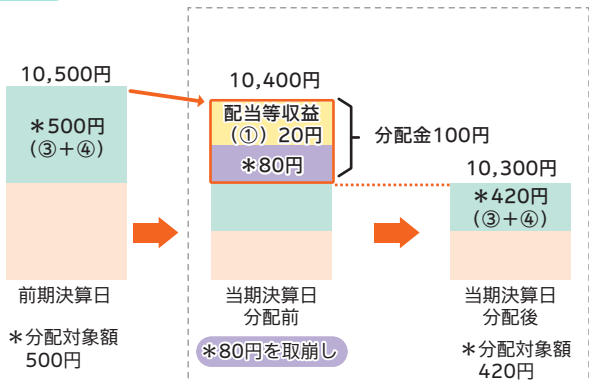 10,500円
*500円
(③+④)
前期決算日
*分配対象額
500円
10,400円
配当等収益
(①) 20円
*80円
分配金100円
当期決算日
分配前
*80円を取崩し
10,300円
*420円
(③+④)
当期決算日
分配後
*分配対象額
420円